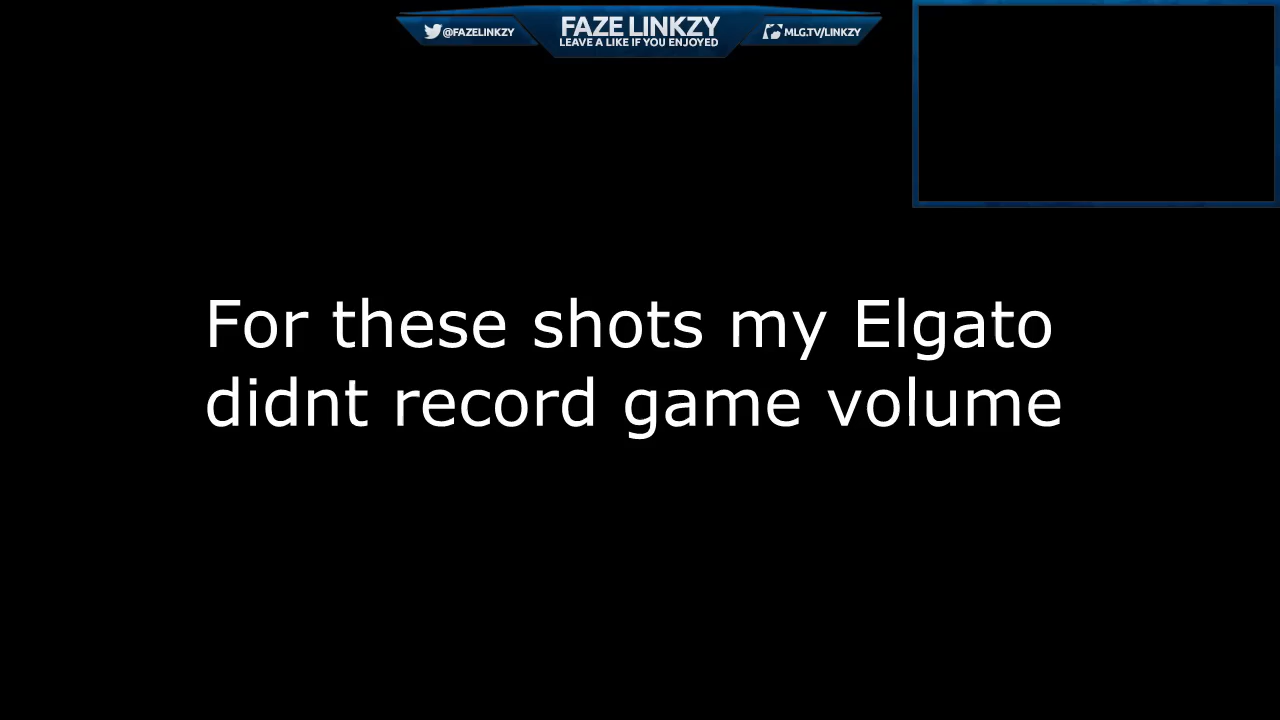 @FAZELINKZY
FAZE LINKZY
LEAVE A LIKE IF YOU ENJOYED
MLG.TV/LINKZY
For these shots my Elgato
didnt record game volume